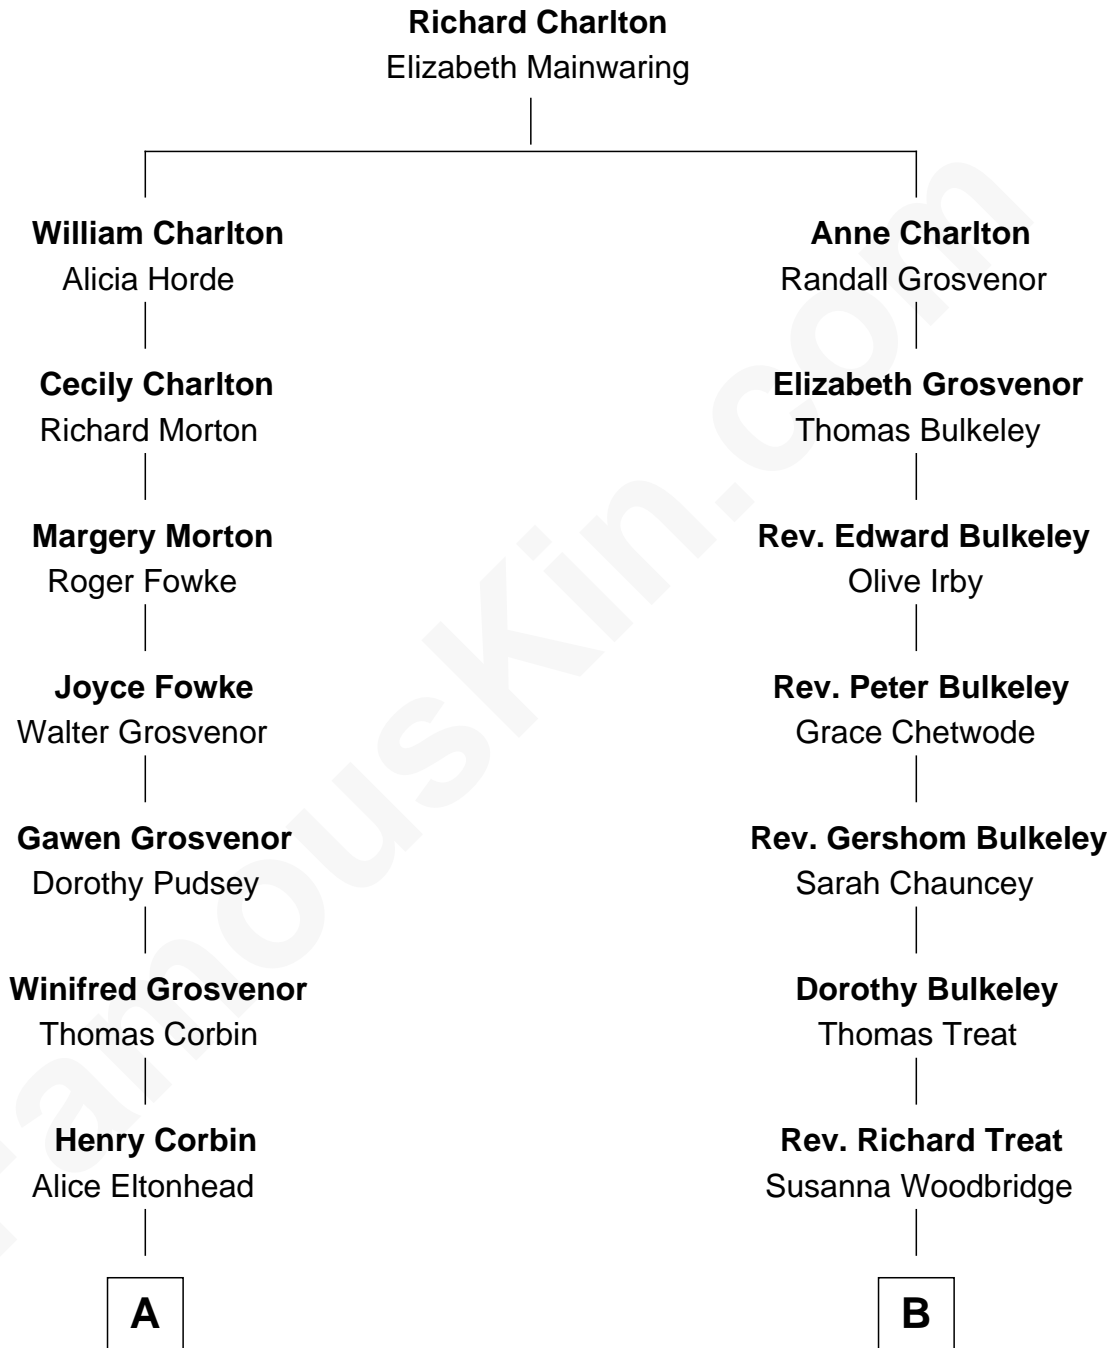 Richard Charlton
Elizabeth Mainwaring
William Charlton
Alicia Horde
Anne Charlton
Randall Grosvenor
Cecily Charlton
Richard Morton
Elizabeth Grosvenor
Thomas Bulkeley
Margery Morton
Roger Fowke
Rev. Edward Bulkeley
Olive Irby
Joyce Fowke
Walter Grosvenor
Rev. Peter Bulkeley
Grace Chetwode
Gawen Grosvenor
Dorothy Pudsey
Rev. Gershom Bulkeley
Sarah Chauncey
Winifred Grosvenor
Thomas Corbin
Dorothy Bulkeley
Thomas Treat
Henry Corbin
Alice Eltonhead
Rev. Richard Treat
Susanna Woodbridge
A
B
FamousKin.com